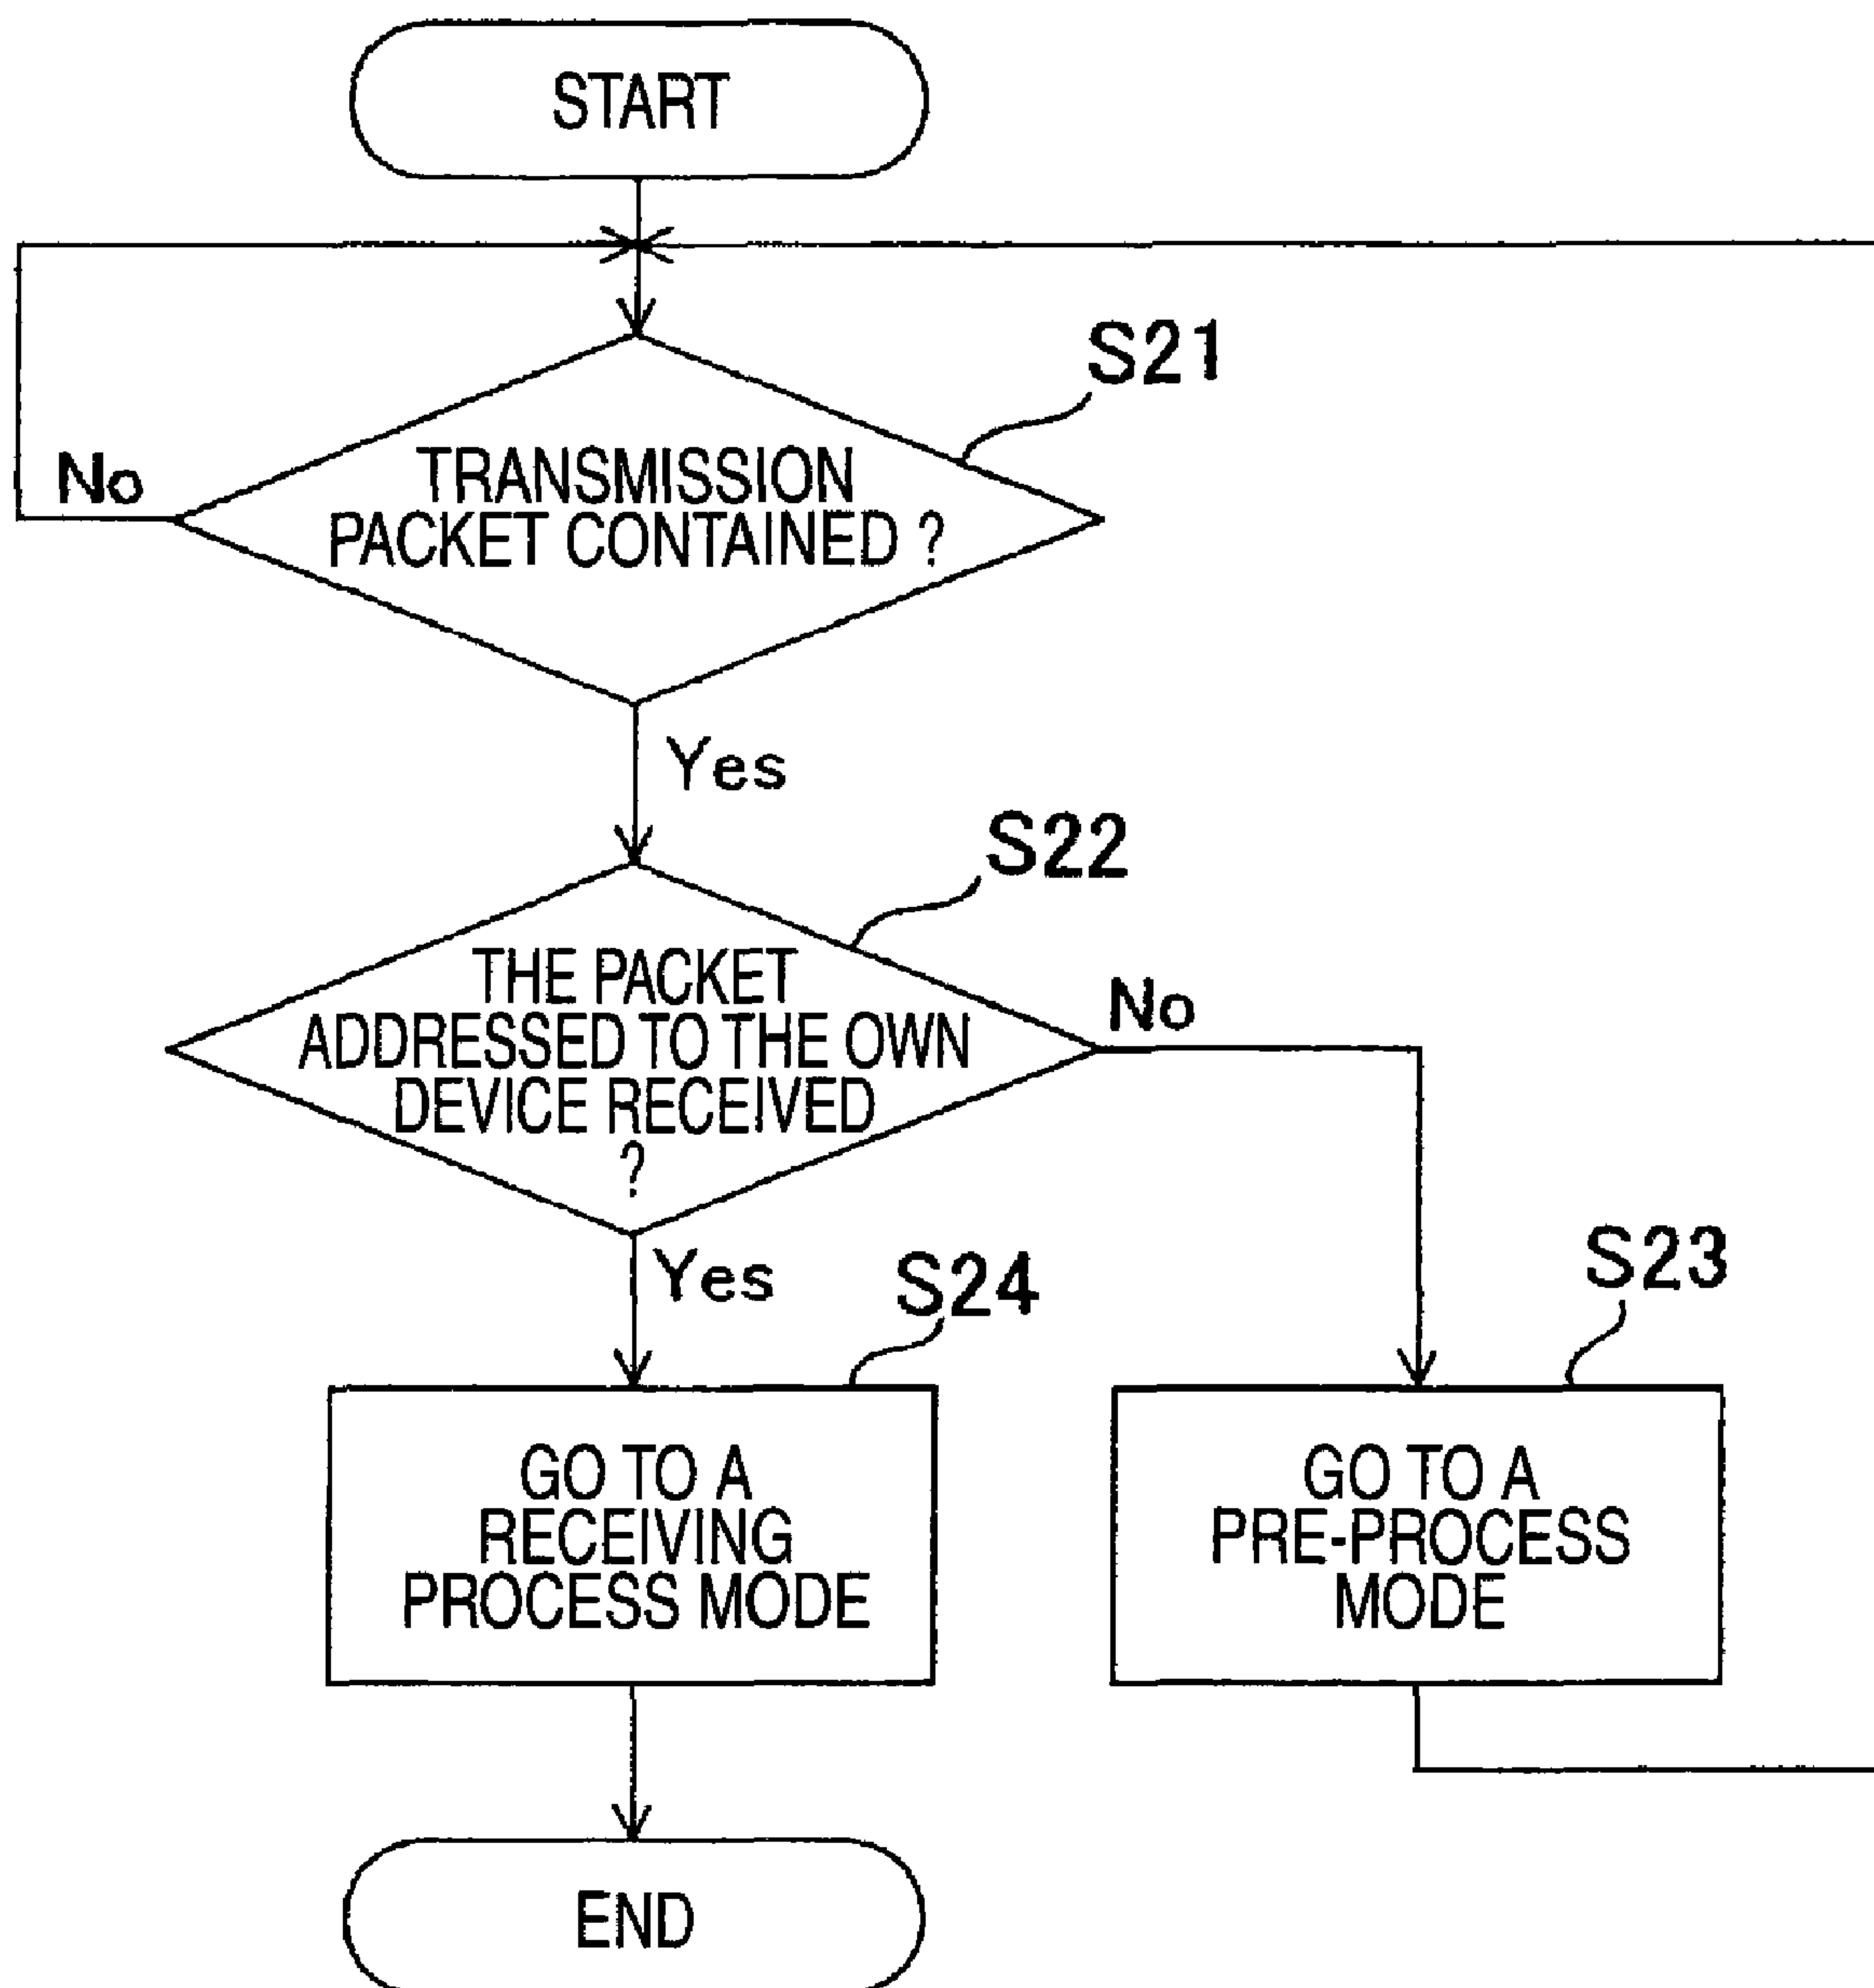 START
S21
No
TRANSMISSION
PACKET CONTAINED ?
Yes
S22
THE PACKET
ADDRESSED TO THE OWN
DEVICE RECEIVED
?
No
Yes
S24
S23
GO TO A
RECEIVING
PROCESS MODE
GO TO A
PRE-PROCESS
MODE
END